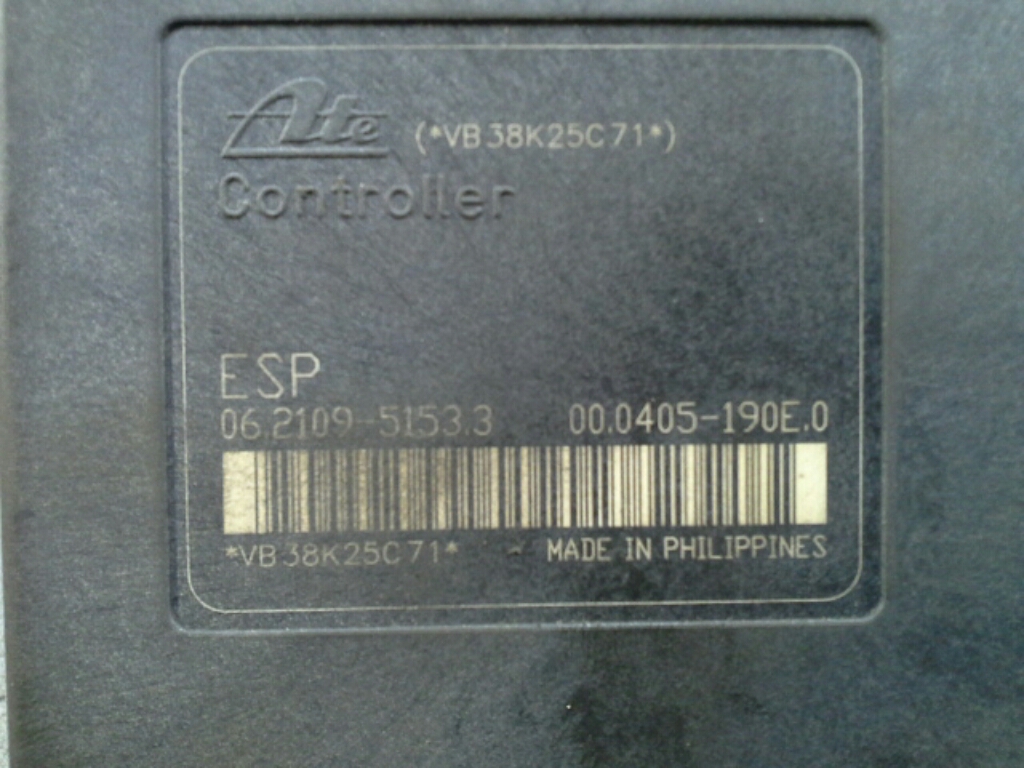 Ate (*VB38K25C71*)
Controller
ESP
06.2109-5153.3 00.0405-190E.0
*VB38K25C71* - MADE IN PHILIPPINES